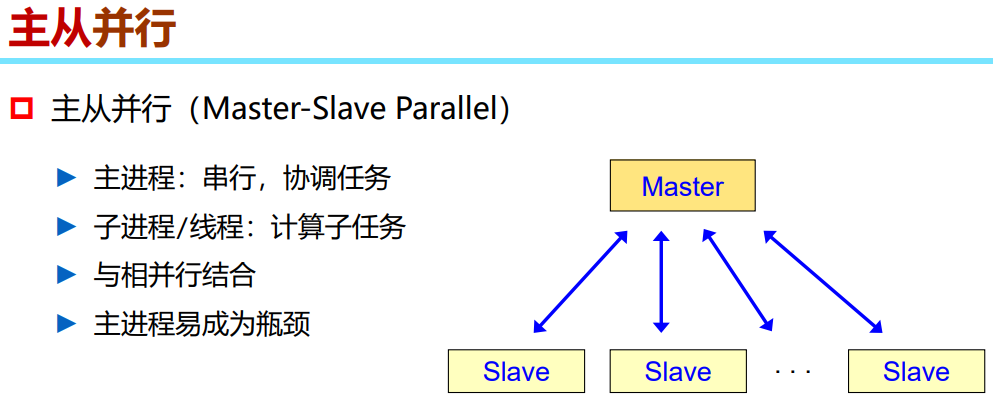 主从并行
主从并行（Master-Slave Parallel）
主进程：串行，协调任务
子进程/线程：计算子任务
与相并行结合
主进程易成为瓶颈
Master
Slave Slave · · · Slave